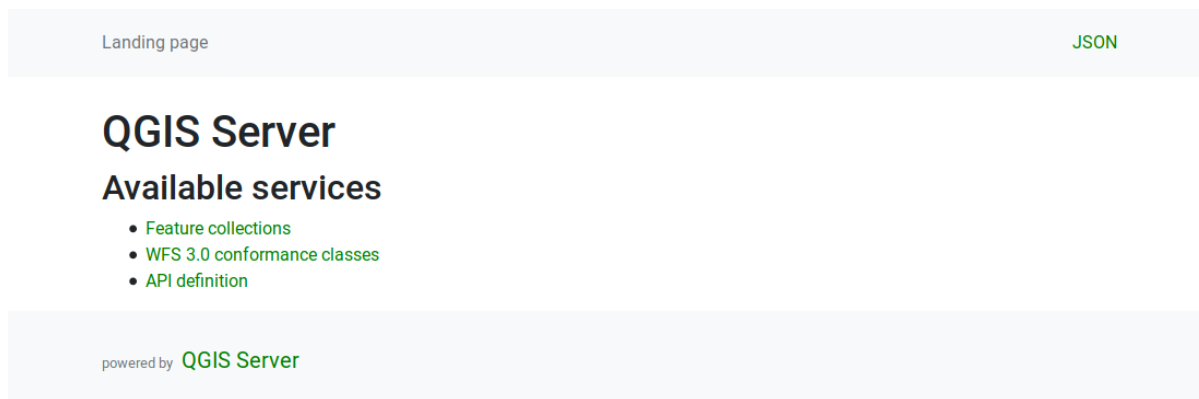 Landing page JSON
QGIS Server
Available services
Feature collections
WFS 3.0 conformance classes
API definition
powered by QGIS Server